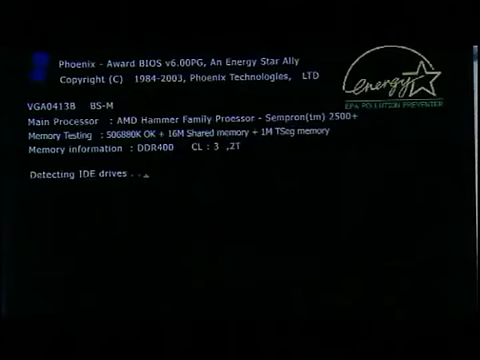 Phoenix - Award BIOS v6.00PG, An Energy Star Ally
Copyright (C) 1984-2003, Phoenix Technologies, LTD
energy
EPA POLLUTION PREVENTER
VGA0413B BS-M
Main Processor : AMD Hammer Family Proessor - Sempron(tm) 2500+
Memory Testing : 506880K OK + 16M Shared memory + 1M TSeg memory
Memory information : DDR400 CL : 3 ,2T
Detecting IDE drives . . .